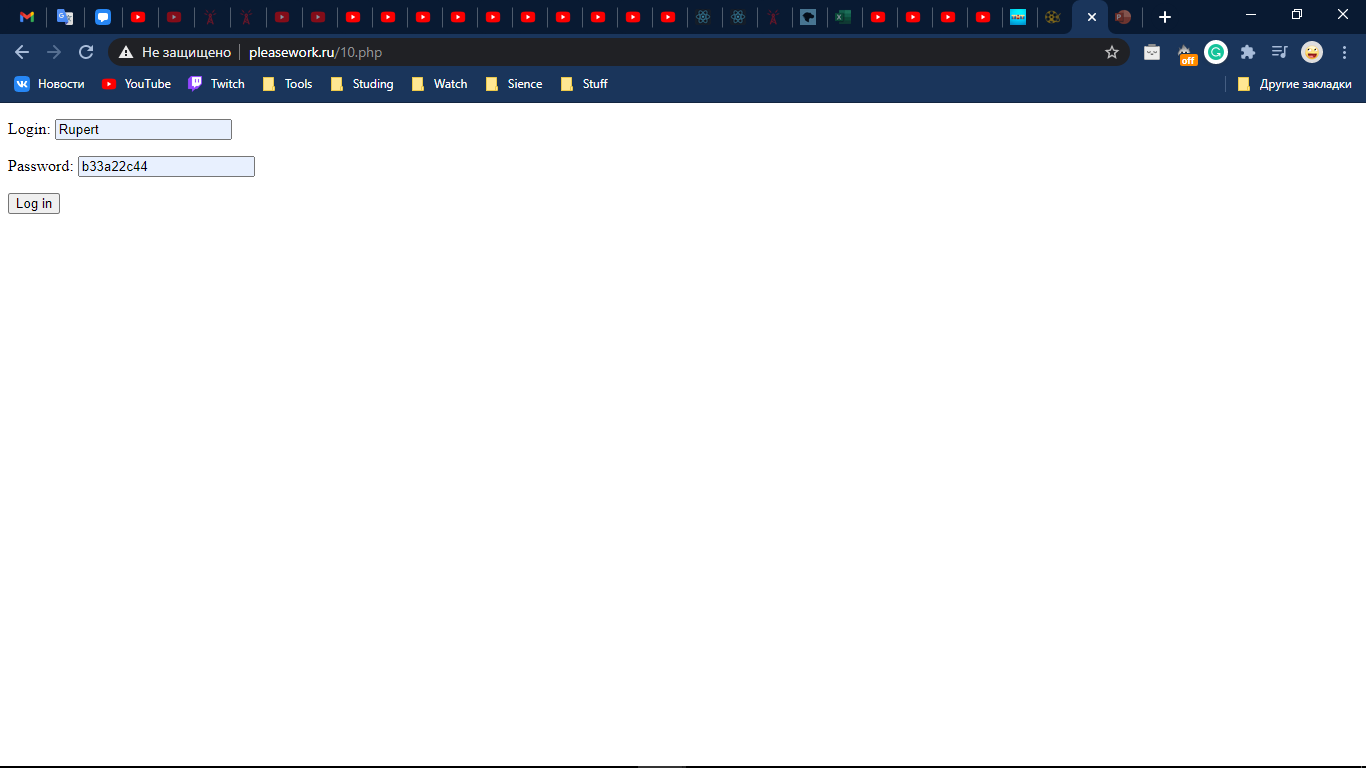 Не защищено pleasework.ru/10.php
off
Новости YouTube Twitch Tools Studing Watch Sience Stuff Другие закладки
Login: Rupert
Password: b33a22c44
Log in